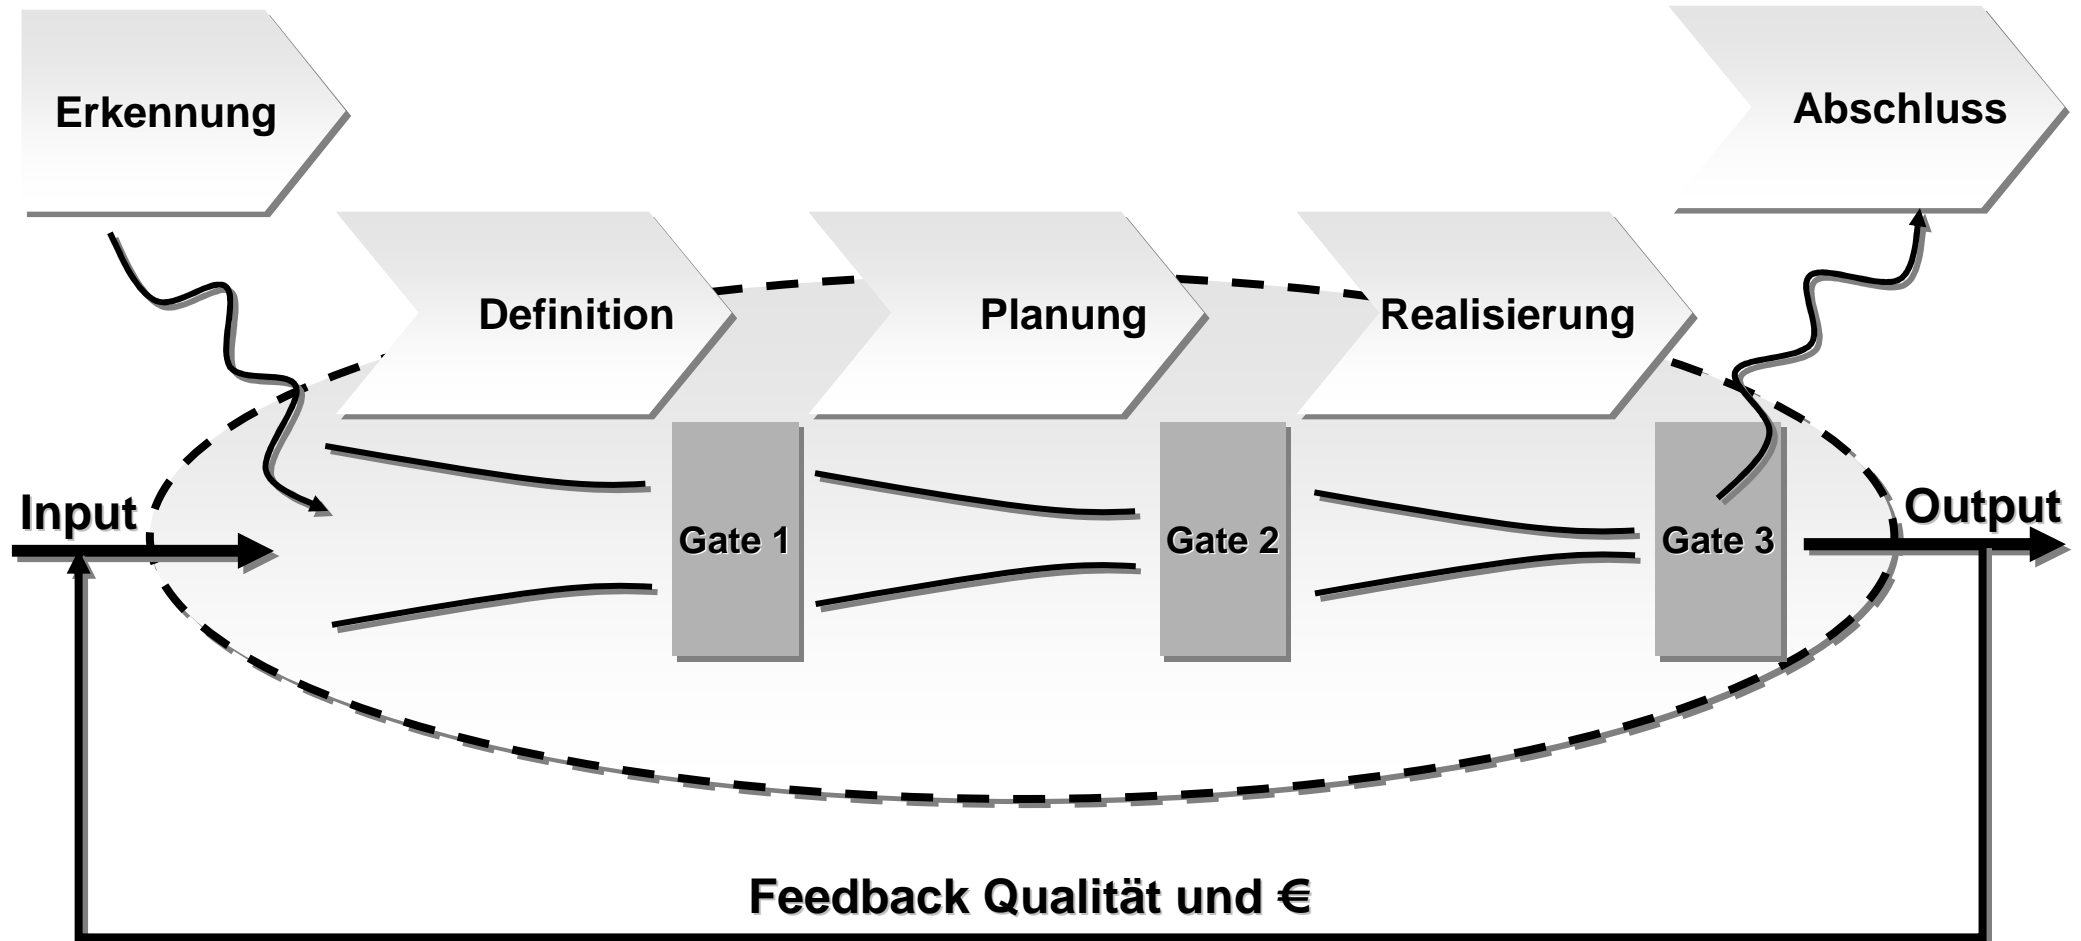 Erkennung
Abschluss
Definition
Planung
Realisierung
Input
Output
Gate 1
Gate 2
Gate 3
Feedback Qualität und €